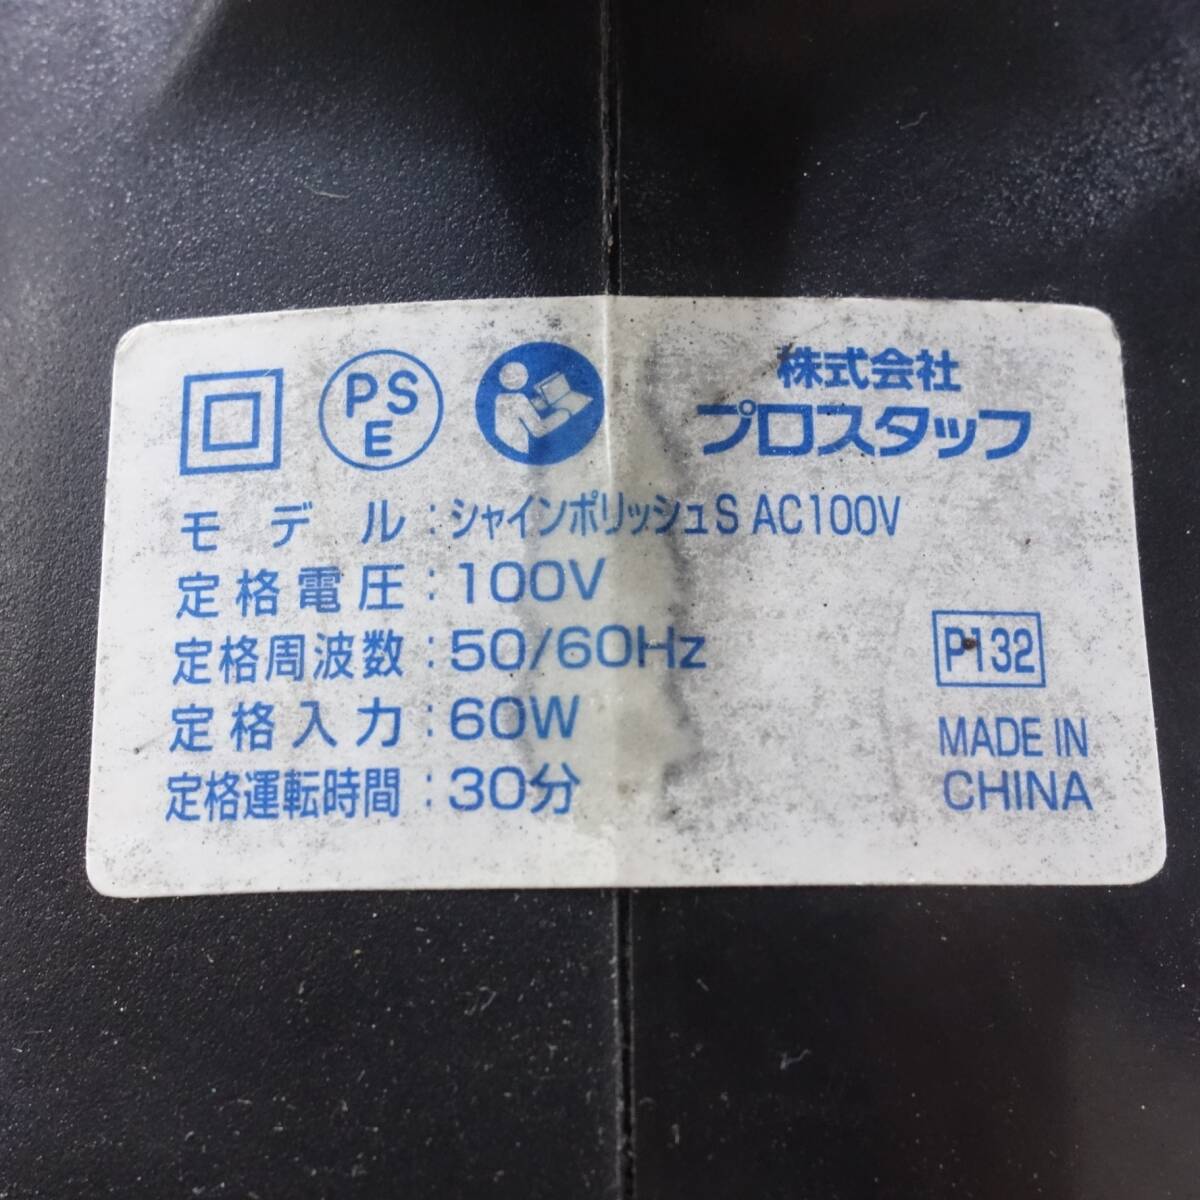 PS
E
株式会社
プロスタッフ
モデル：シャインポリッシュS AC100V
定格電圧：100V
定格周波数：50/60Hz
定格入力：60W
定格運転時間：30分
P132
MADE IN
CHINA